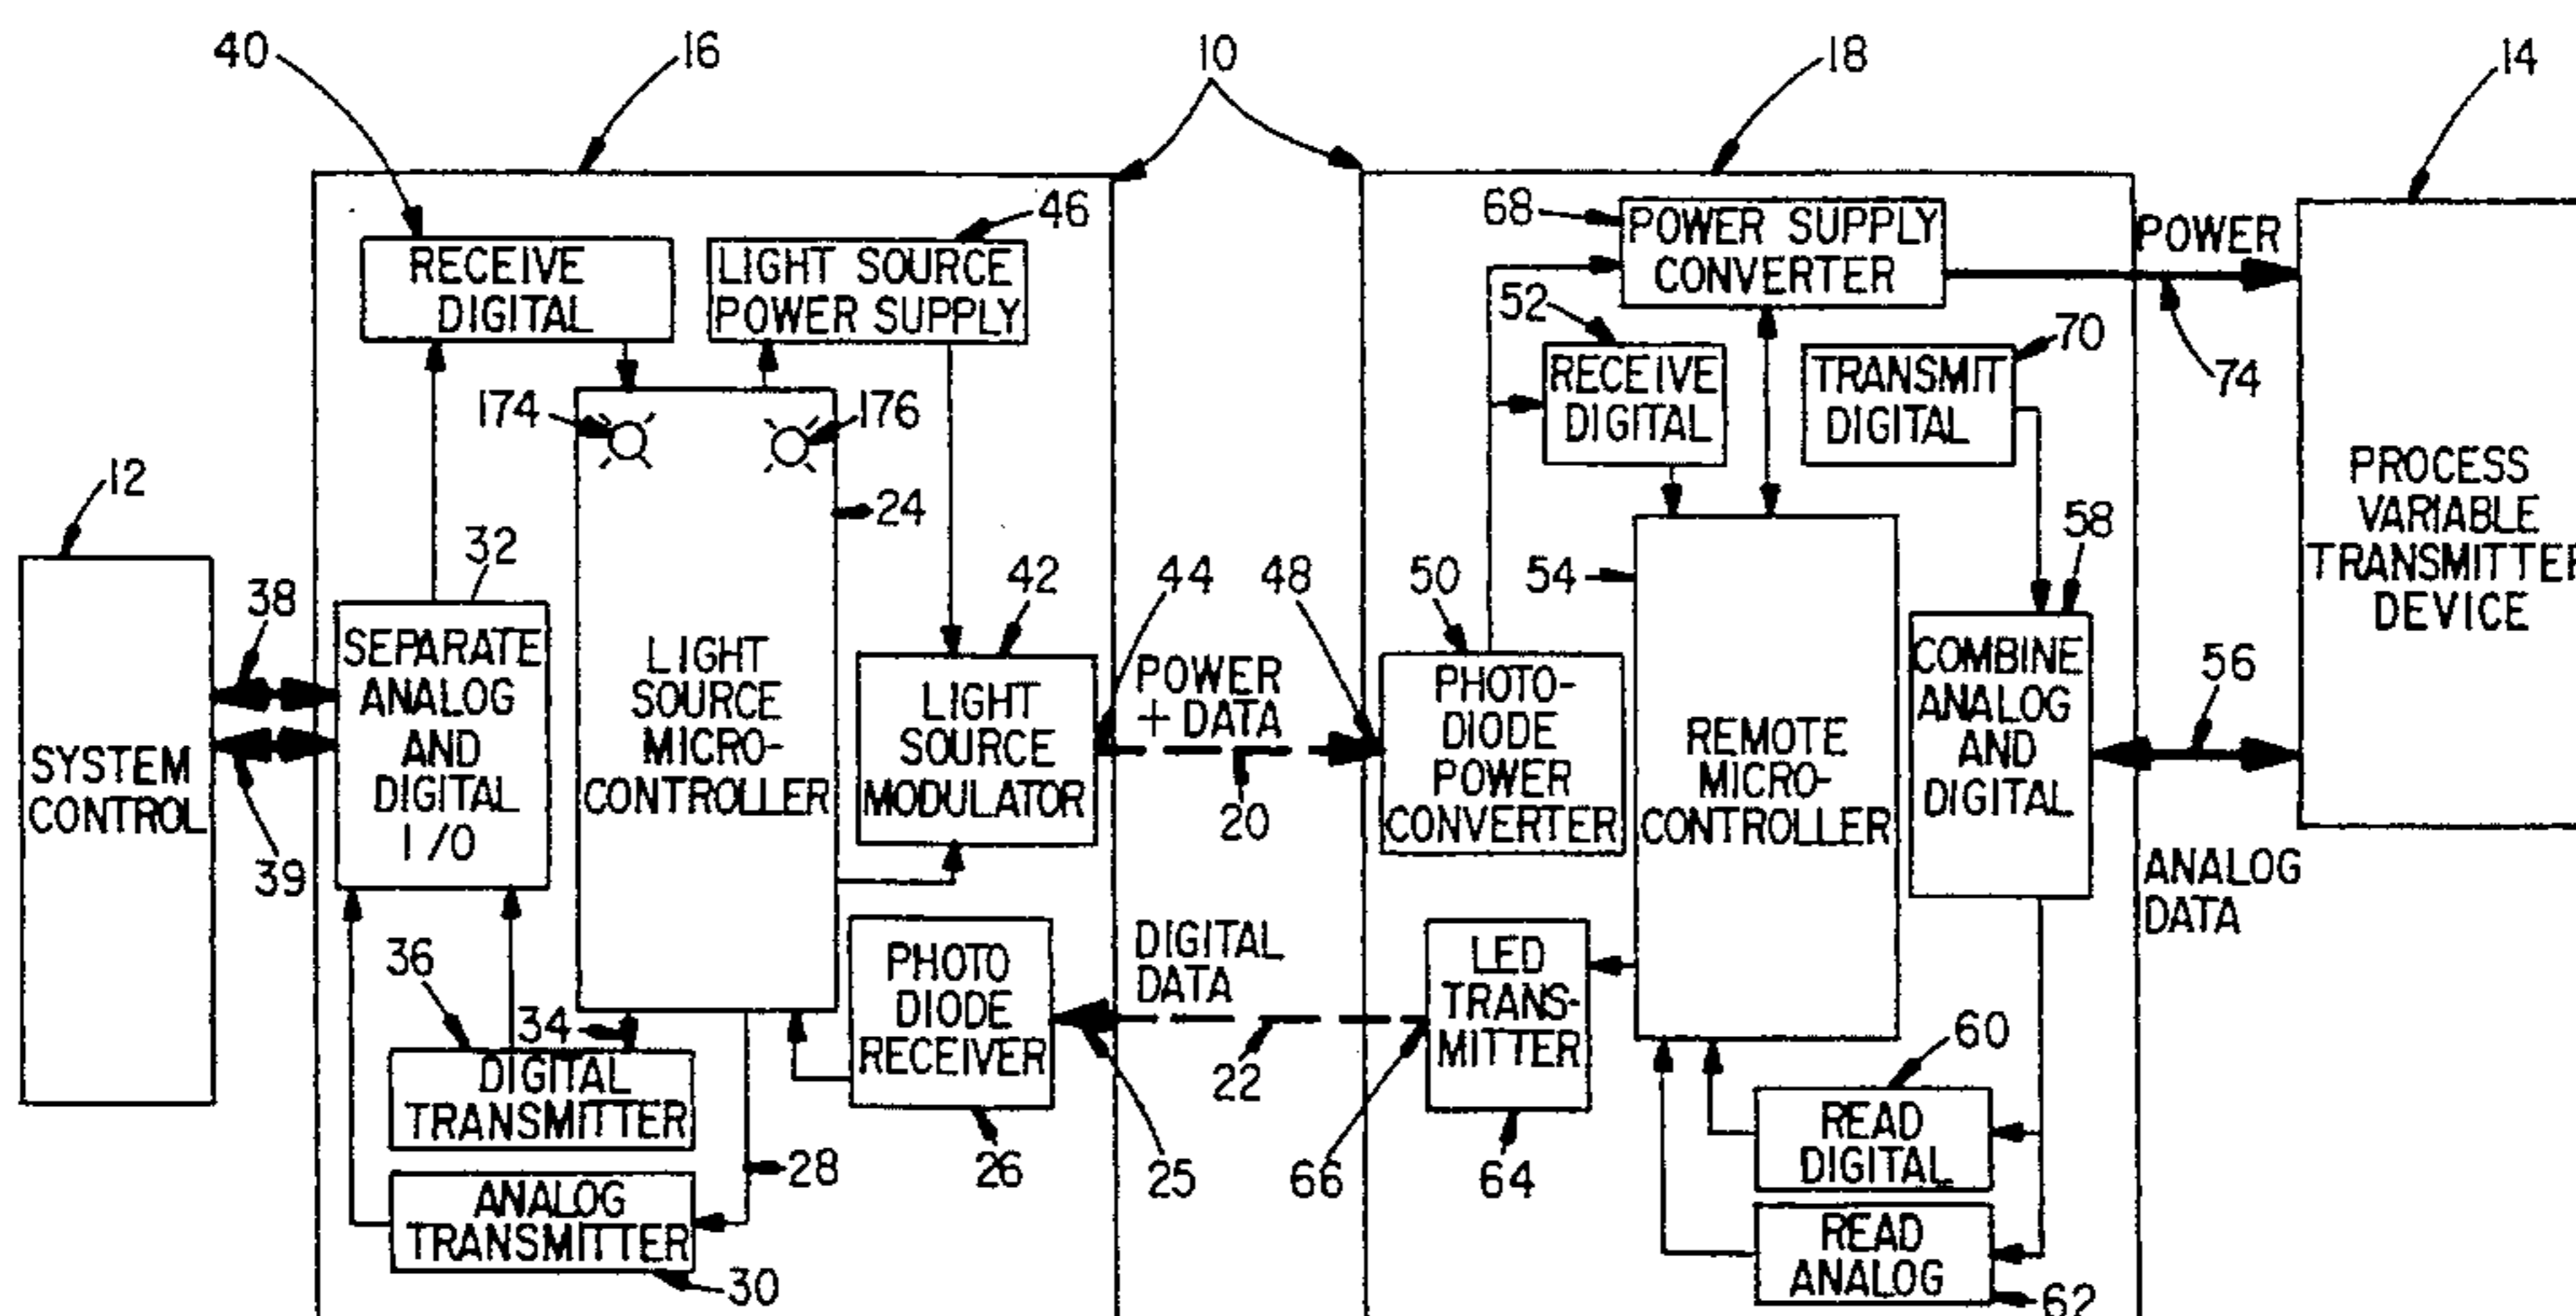 40
16
10
18
14
46
68
POWER SUPPLY
CONVERTER
POWER
RECEIVE
DIGITAL
LIGHT SOURCE
POWER SUPPLY
52
70
74
RECEIVE
DIGITAL
TRANSMIT
DIGITAL
174
176
12
24
PROCESS
VARIABLE
TRANSMITTER
DEVICE
32
38
42
44
48
50
54
58
SYSTEM
CONTROL
SEPARATE
ANALOG
AND
DIGITAL
I/O
LIGHT
SOURCE
MICRO-
CONTROLLER
LIGHT
SOURCE
MODULATOR
POWER
+ DATA
PHOTO-
DIODE
POWER
CONVERTER
REMOTE
MICRO-
CONTROLLER
COMBINE
ANALOG
AND
DIGITAL
56
39
20
ANALOG
DATA
36
34
PHOTO
DIODE
RECEIVER
DIGITAL
DATA
LED
TRANS-
MITTER
60
DIGITAL
TRANSMITTER
22
READ
DIGITAL
28
26
25
66
64
ANALOG
TRANSMITTER
READ
ANALOG
30
62